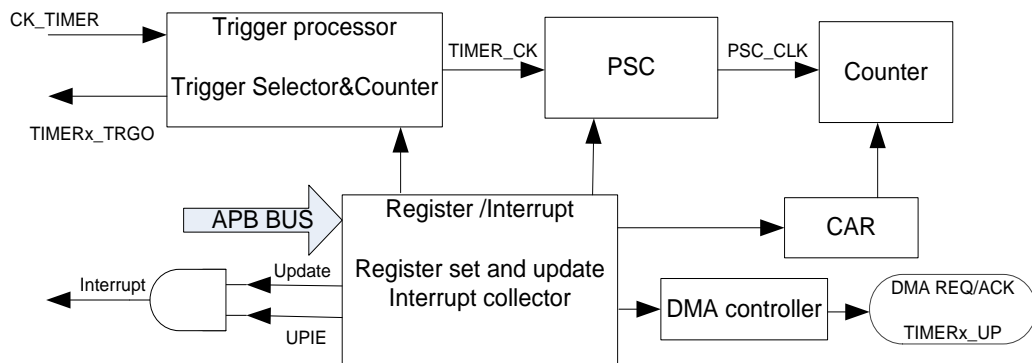 CK_TIMER
TIMERx_TRGO
Trigger processor
Trigger Selector&Counter
TIMER_CK
PSC
PSC_CLK
Counter
APB BUS
Register /Interrupt
Register set and update
Interrupt collector
CAR
Interrupt
Update
UPIE
DMA controller
DMA REQ/ACK
TIMERx_UP